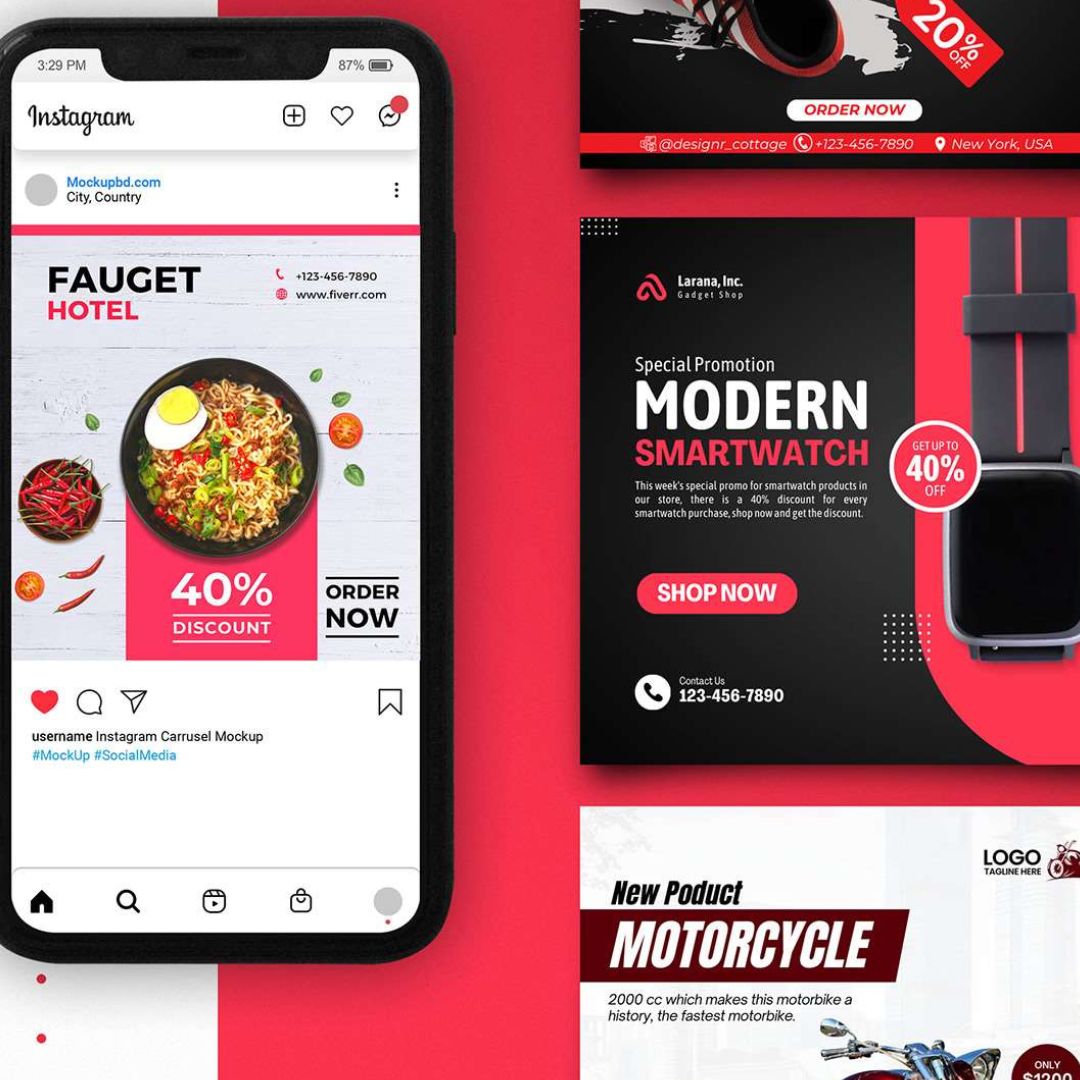 3:29 PM
87%
Instagram
Mockupbd.com
City, Country
FAUGET
HOTEL
+123-456-7890
www.fiverr.com
40%
DISCOUNT
ORDER
NOW
username Instagram Carrusel Mockup
#MockUp #SocialMedia
20%
OFF
ORDER NOW
@designr_cottage +123-456-7890 New York, USA
Larana, Inc.
Gadget Shop
Special Promotion
MODERN
SMARTWATCH
This week's special promo for smartwatch products in
our store, there is a 40% discount for every
smartwatch purchase, shop now and get the discount.
GET UP TO
40%
OFF
SHOP NOW
Contact Us
123-456-7890
LOGO
TAGLINE HERE
New Poduct
MOTORCYCLE
2000 cc which makes this motorbike a
history, the fastest motorbike.
ONLY